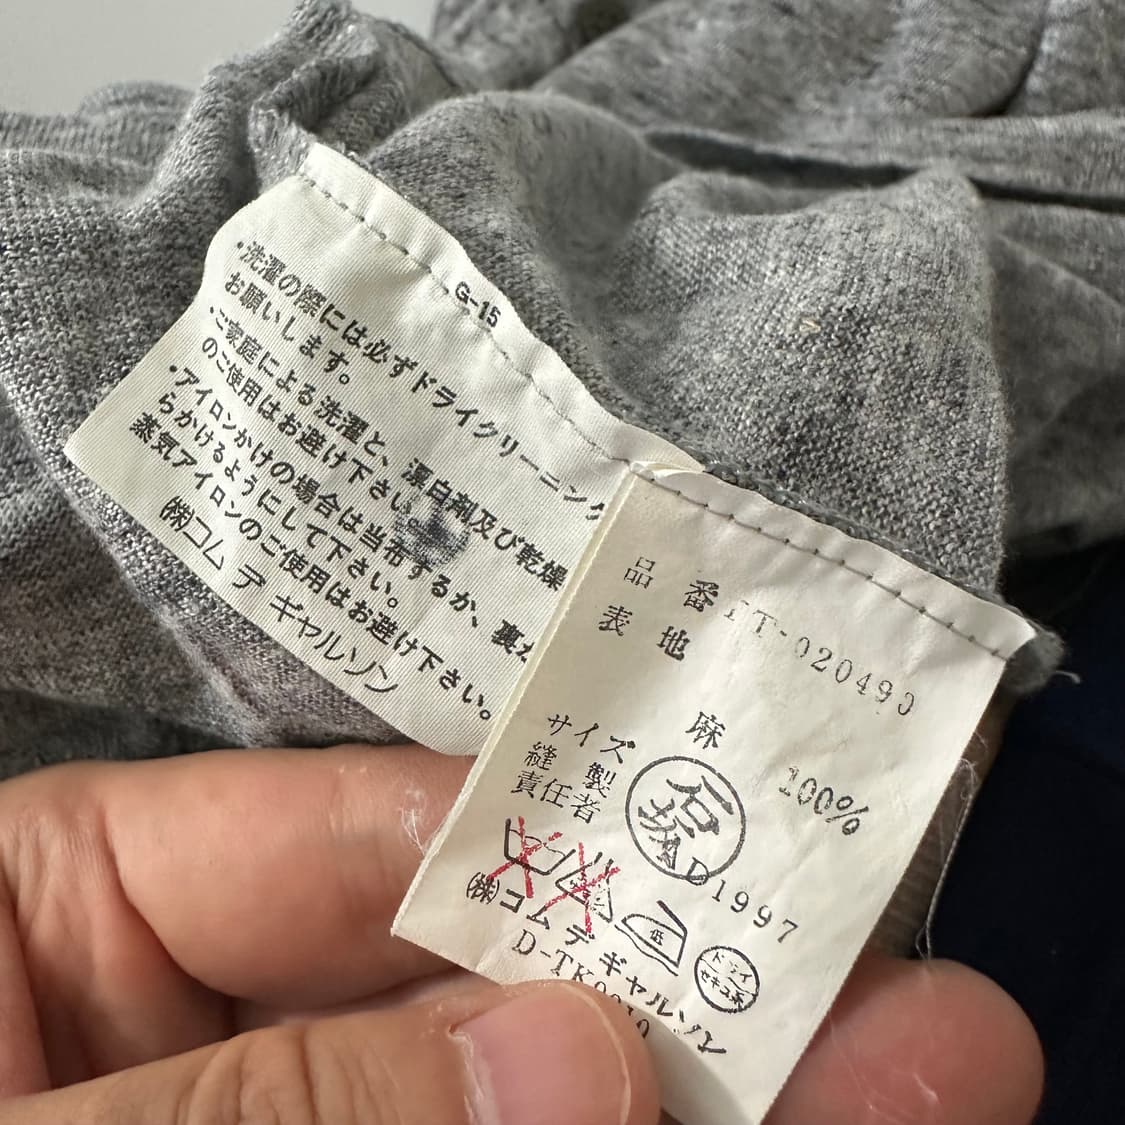 G-15
・洗濯の際には必ずドライクリーニング
お願いします。
・ご家庭による洗濯と、漂白剤及び乾燥
のご使用はお避け下さい。
・アイロンかけの場合は当布するか、裏か
らかけるようにして下さい。
蒸気アイロンのご使用はお避け下さい。
㈱コム デ ギャルソン
品番 T-020490
表地
麻 100%
サイズ
縫製
責任者
AD1997
低
ドライ
セキユ系
㈱コム デ ギャルソン